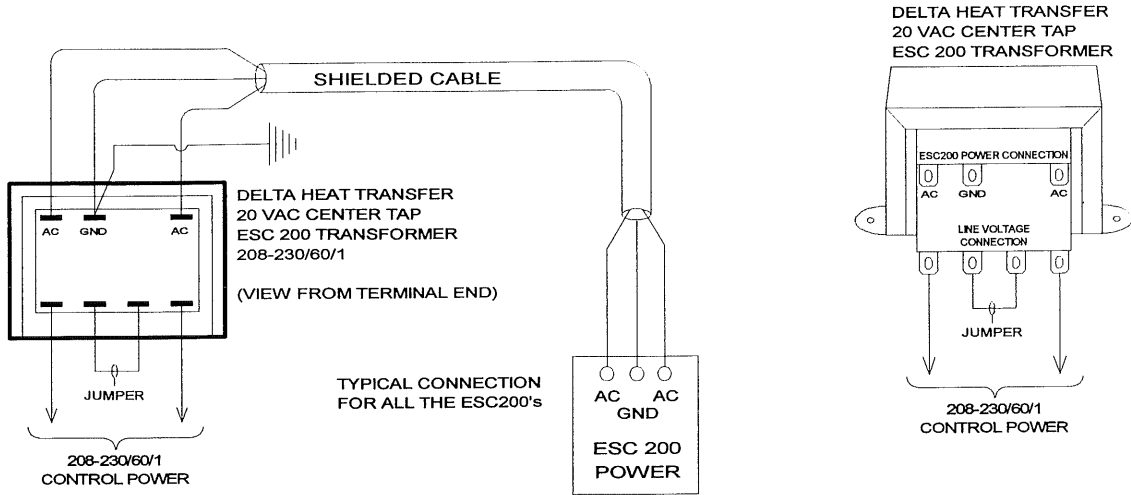 SHIELDED CABLE
DELTA HEAT TRANSFER
20 VAC CENTER TAP
ESC 200 TRANSFORMER
208-230/60/1
(VIEW FROM TERMINAL END)
AC GND AC
JUMPER
208-230/60/1
CONTROL POWER
TYPICAL CONNECTION
FOR ALL THE ESC200's
AC AC
GND
ESC 200
POWER
DELTA HEAT TRANSFER
20 VAC CENTER TAP
ESC 200 TRANSFORMER
ESC200 POWER CONNECTION
AC GND AC
LINE VOLTAGE
CONNECTION
JUMPER
208-230/60/1
CONTROL POWER